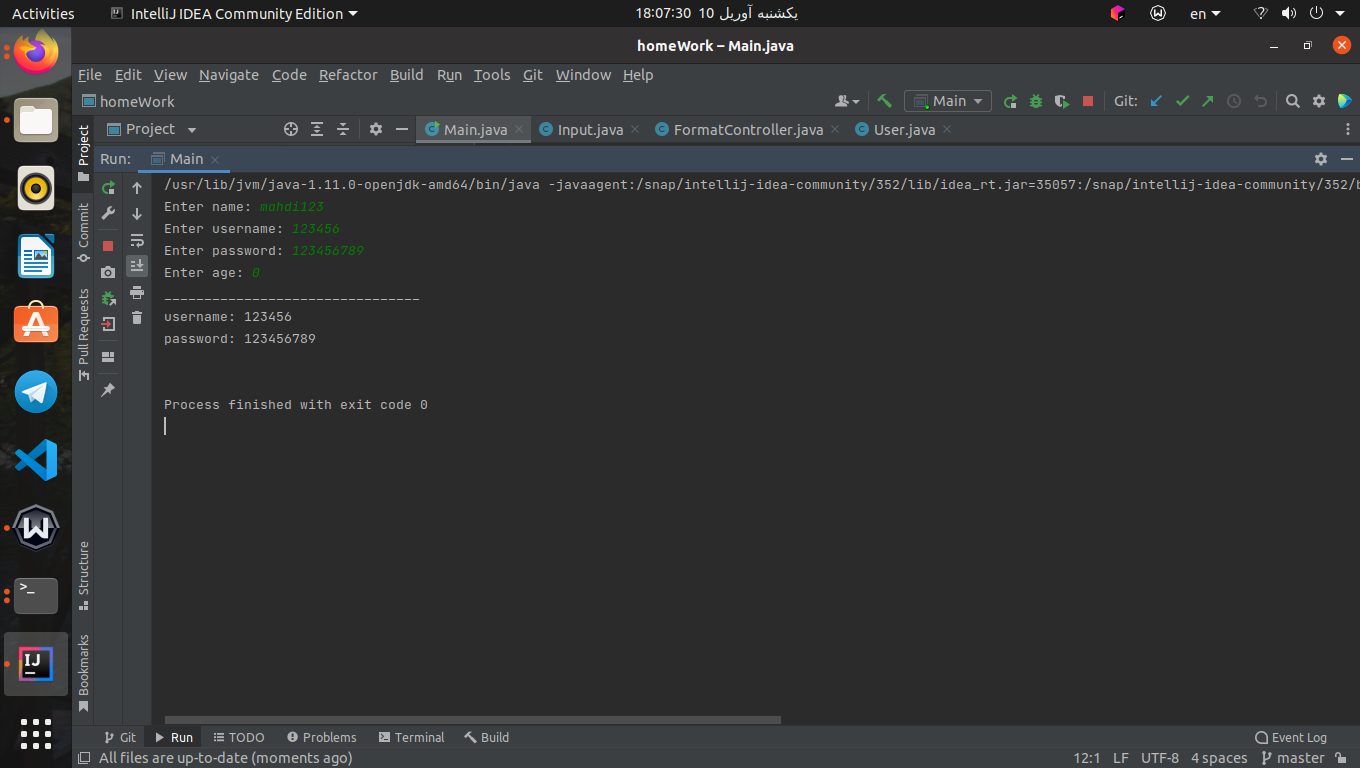 Activities IntelliJ IDEA Community Edition یکشنبه آوریل 10 18:07:30 en
homeWork – Main.java
File Edit View Navigate Code Refactor Build Run Tools Git Window Help
homeWork Main Git:
Project Main.java Input.java FormatController.java User.java
Run: Main
/usr/lib/jvm/java-1.11.0-openjdk-amd64/bin/java -javaagent:/snap/intellij-idea-community/352/lib/idea_rt.jar=35057:/snap/intellij-idea-community/352/b
Enter name: mahdi123
Enter username: 123456
Enter password: 123456789
Enter age: 0
________________________________
username: 123456
password: 123456789
Process finished with exit code 0
Project
Commit
Pull Requests
Structure
Bookmarks
Git Run TODO Problems Terminal Build Event Log
All files are up-to-date (moments ago) 12:1 LF UTF-8 4 spaces master